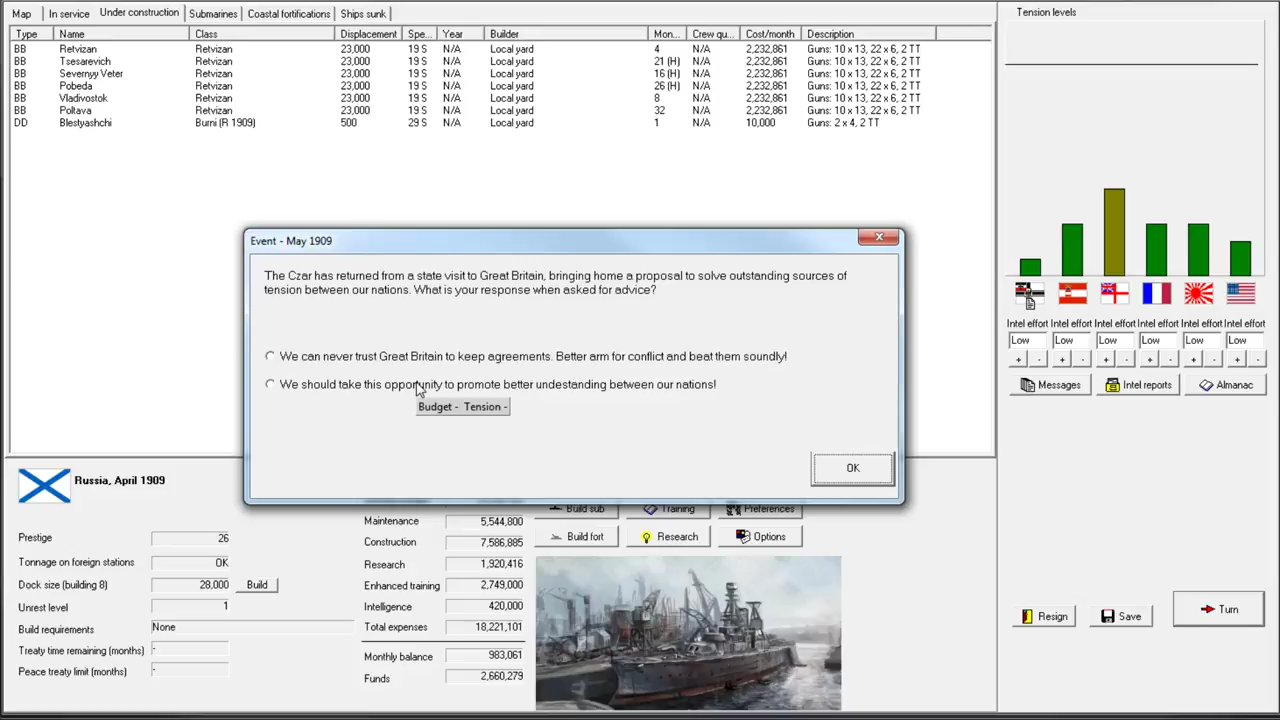 Map In service Under construction Submarines Coastal fortifications Ships sunk
Tension levels
Type Name Class Displacement Spe... Year Builder Mon... Crew qu... Cost/month Description
BB Retvizan Retvizan 23,000 19 S N/A Local yard 4 N/A 2,232,861 Guns: 10 x 13, 22 x 6, 2 TT
BB Tsesarevich Retvizan 23,000 19 S N/A Local yard 21 (H) N/A 2,232,861 Guns: 10 x 13, 22 x 6, 2 TT
BB Severnyy Veter Retvizan 23,000 19 S N/A Local yard 16 (H) N/A 2,232,861 Guns: 10 x 13, 22 x 6, 2 TT
BB Pobeda Retvizan 23,000 19 S N/A Local yard 26 (H) N/A 2,232,861 Guns: 10 x 13, 22 x 6, 2 TT
BB Vladivostok Retvizan 23,000 19 S N/A Local yard 8 N/A 2,232,861 Guns: 10 x 13, 22 x 6, 2 TT
BB Poltava Retvizan 23,000 19 S N/A Local yard 32 N/A 2,232,861 Guns: 10 x 13, 22 x 6, 2 TT
DD Blestyashchi Burni (R 1909) 500 29 S N/A Local yard 1 N/A 10,000 Guns: 2 x 4, 2 TT
Event - May 1909
The Czar has returned from a state visit to Great Britain, bringing home a proposal to solve outstanding sources of
tension between our nations. What is your response when asked for advice?
We can never trust Great Britain to keep agreements. Better arm for conflict and beat them soundly!
We should take this opportunity to promote better undestanding between our nations!
Budget - Tension -
OK
Intel effort Intel effort Intel effort Intel effort Intel effort Intel effort
Low Low Low Low Low Low
+ - + - + - + - + - + -
Messages Intel reports Almanac
Russia, April 1909
Prestige 26
Tonnage on foreign stations OK
Dock size (building 8) 28,000 Build
Unrest level 1
Build requirements None
Treaty time remaining (months) -
Peace treaty limit (months) -
Maintenance 5,544,800
Construction 7,586,885
Research 1,920,416
Enhanced training 2,749,000
Intelligence 420,000
Total expenses 18,221,101
Monthly balance 983,061
Funds 2,660,279
Build sub Training Preferences
Build fort Research Options
Resign Save Turn